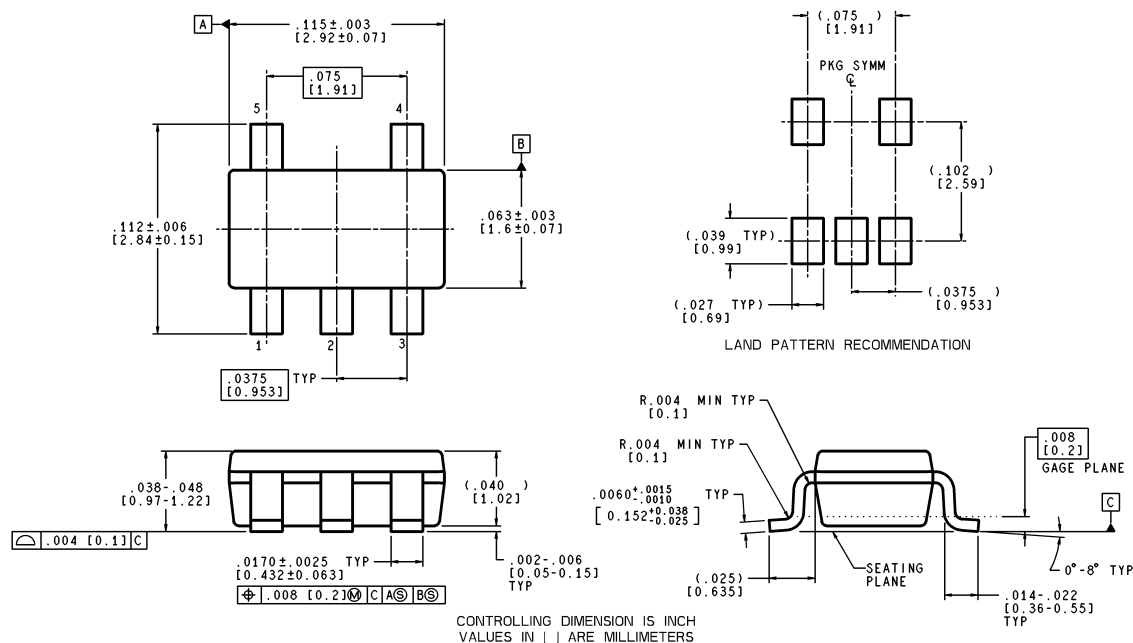 A
.115±.003
[2.92±0.07]
.075
[1.91]
5
4
B
.112±.006
[2.84±0.15]
.063±.003
[1.6±0.07]
1
2
3
.0375
[0.953]
TYP
(.075 )
[1.91]
PKG SYMM
℄
(.102 )
[2.59]
(.039 TYP)
[0.99]
(.027 TYP)
[0.69]
(.0375 )
[0.953]
LAND PATTERN RECOMMENDATION
.038-.048
[0.97-1.22]
(.040 )
[1.02]
⌓ .004 [0.1] C
.0170±.0025
[0.432±0.063]
TYP
⌖ .008 [0.2]Ⓜ C AⓈ BⓈ
.002-.006
[0.05-0.15]
TYP
R.004 MIN TYP
[0.1]
R.004 MIN TYP
[0.1]
.008
[0.2]
GAGE PLANE
.0060+.0015
-.0010
[0.152+0.038
-0.025]
TYP
C
SEATING
PLANE
0°-8° TYP
(.025)
[0.635]
.014-.022
[0.36-0.55]
TYP
CONTROLLING DIMENSION IS INCH
VALUES IN [ ] ARE MILLIMETERS